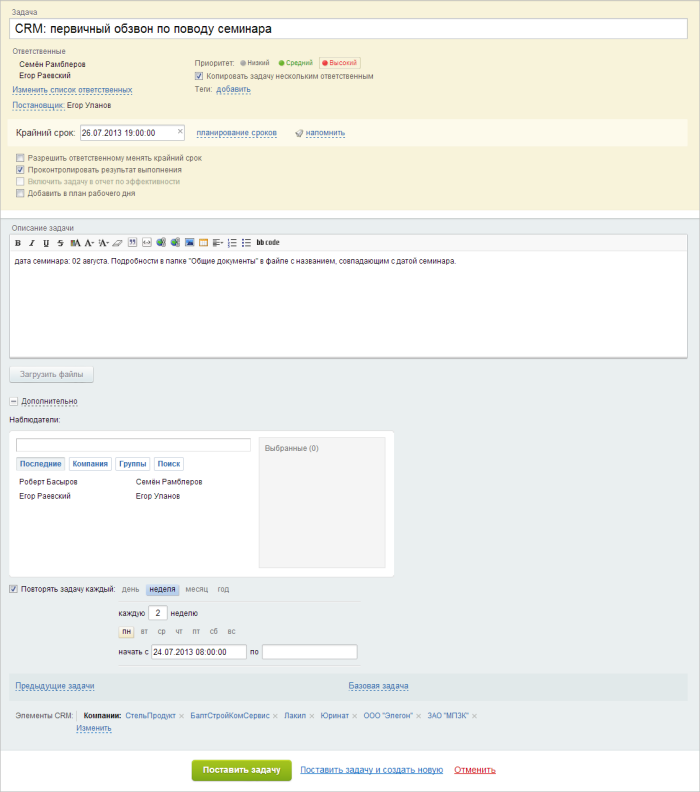 Задача
CRM: первичный обзвон по поводу семинара
Ответственные
Семён Рамблеров
Егор Раевский
Изменить список ответственных
Постановщик: Егор Уланов
Приоритет: Низкий Средний Высокий
Копировать задачу нескольким ответственным
Теги: добавить
Крайний срок: 26.07.2013 19:00:00 планирование сроков напомнить
Разрешить ответственному менять крайний срок
Проконтролировать результат выполнения
Включить задачу в отчет по эффективности
Добавить в план рабочего дня
Описание задачи
bb code
дата семинара: 02 августа. Подробности в папке "Общие документы" в файле с названием, совпадающим с датой семинара.
Загрузить файлы
Дополнительно
Наблюдатели:
Последние Компания Группы Поиск
Роберт Басыров Семён Рамблеров
Егор Раевский Егор Уланов
Выбранные (0)
Повторять задачу каждый: день неделя месяц год
каждую 2 неделю
пн вт ср чт пт сб вс
начать с 24.07.2013 08:00:00 по
Предыдущие задачи Базовая задача
Элементы CRM: Компании: СтельПродукт БалтСтройКомСервис Лакил Юринат ООО "Элегон" ЗАО "МПЗК"
Изменить
Поставить задачу Поставить задачу и создать новую Отменить